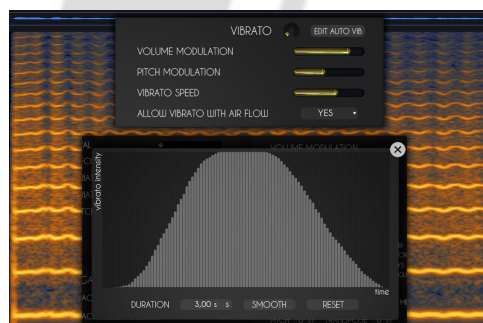 VIBRATO EDIT AUTO VIB
VOLUME MODULATION
PITCH MODULATION
VIBRATO SPEED
ALLOW VIBRATO WITH AIR FLOW YES
VOLUME MODULATION
vibrato intensity
time
DURATION 3,00 s s SMOOTH RESET